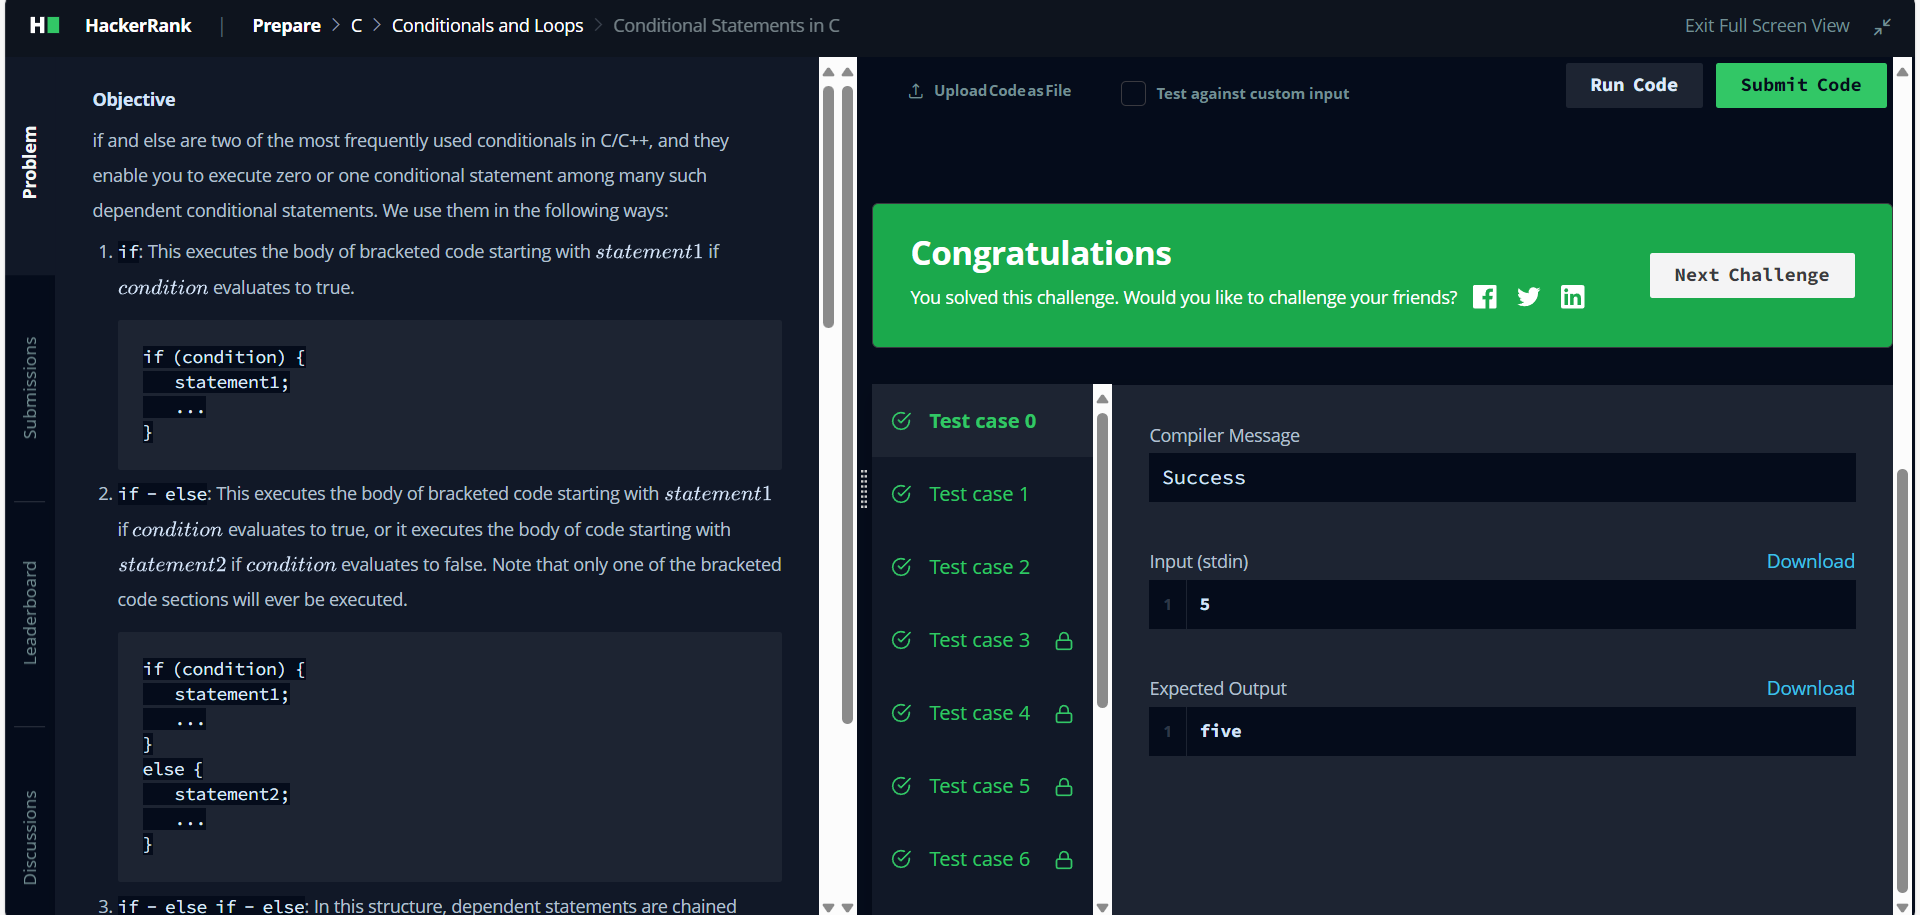 HackerRank | Prepare > C > Conditionals and Loops > Conditional Statements in C
Exit Full Screen View
Problem
Submissions
Leaderboard
Discussions
Objective
if and else are two of the most frequently used conditionals in C/C++, and they
enable you to execute zero or one conditional statement among many such
dependent conditional statements. We use them in the following ways:
1. if: This executes the body of bracketed code starting with statement1 if
condition evaluates to true.
if (condition) {
statement1;
...
}
2. if - else: This executes the body of bracketed code starting with statement1
if condition evaluates to true, or it executes the body of code starting with
statement2 if condition evaluates to false. Note that only one of the bracketed
code sections will ever be executed.
if (condition) {
statement1;
...
}
else {
statement2;
...
}
3. if - else if - else: In this structure, dependent statements are chained
Upload Code as File
Test against custom input
Run Code
Submit Code
Congratulations
You solved this challenge. Would you like to challenge your friends?
Next Challenge
Test case 0
Test case 1
Test case 2
Test case 3
Test case 4
Test case 5
Test case 6
Compiler Message
Success
Input (stdin)
Download
1 5
Expected Output
Download
1 five